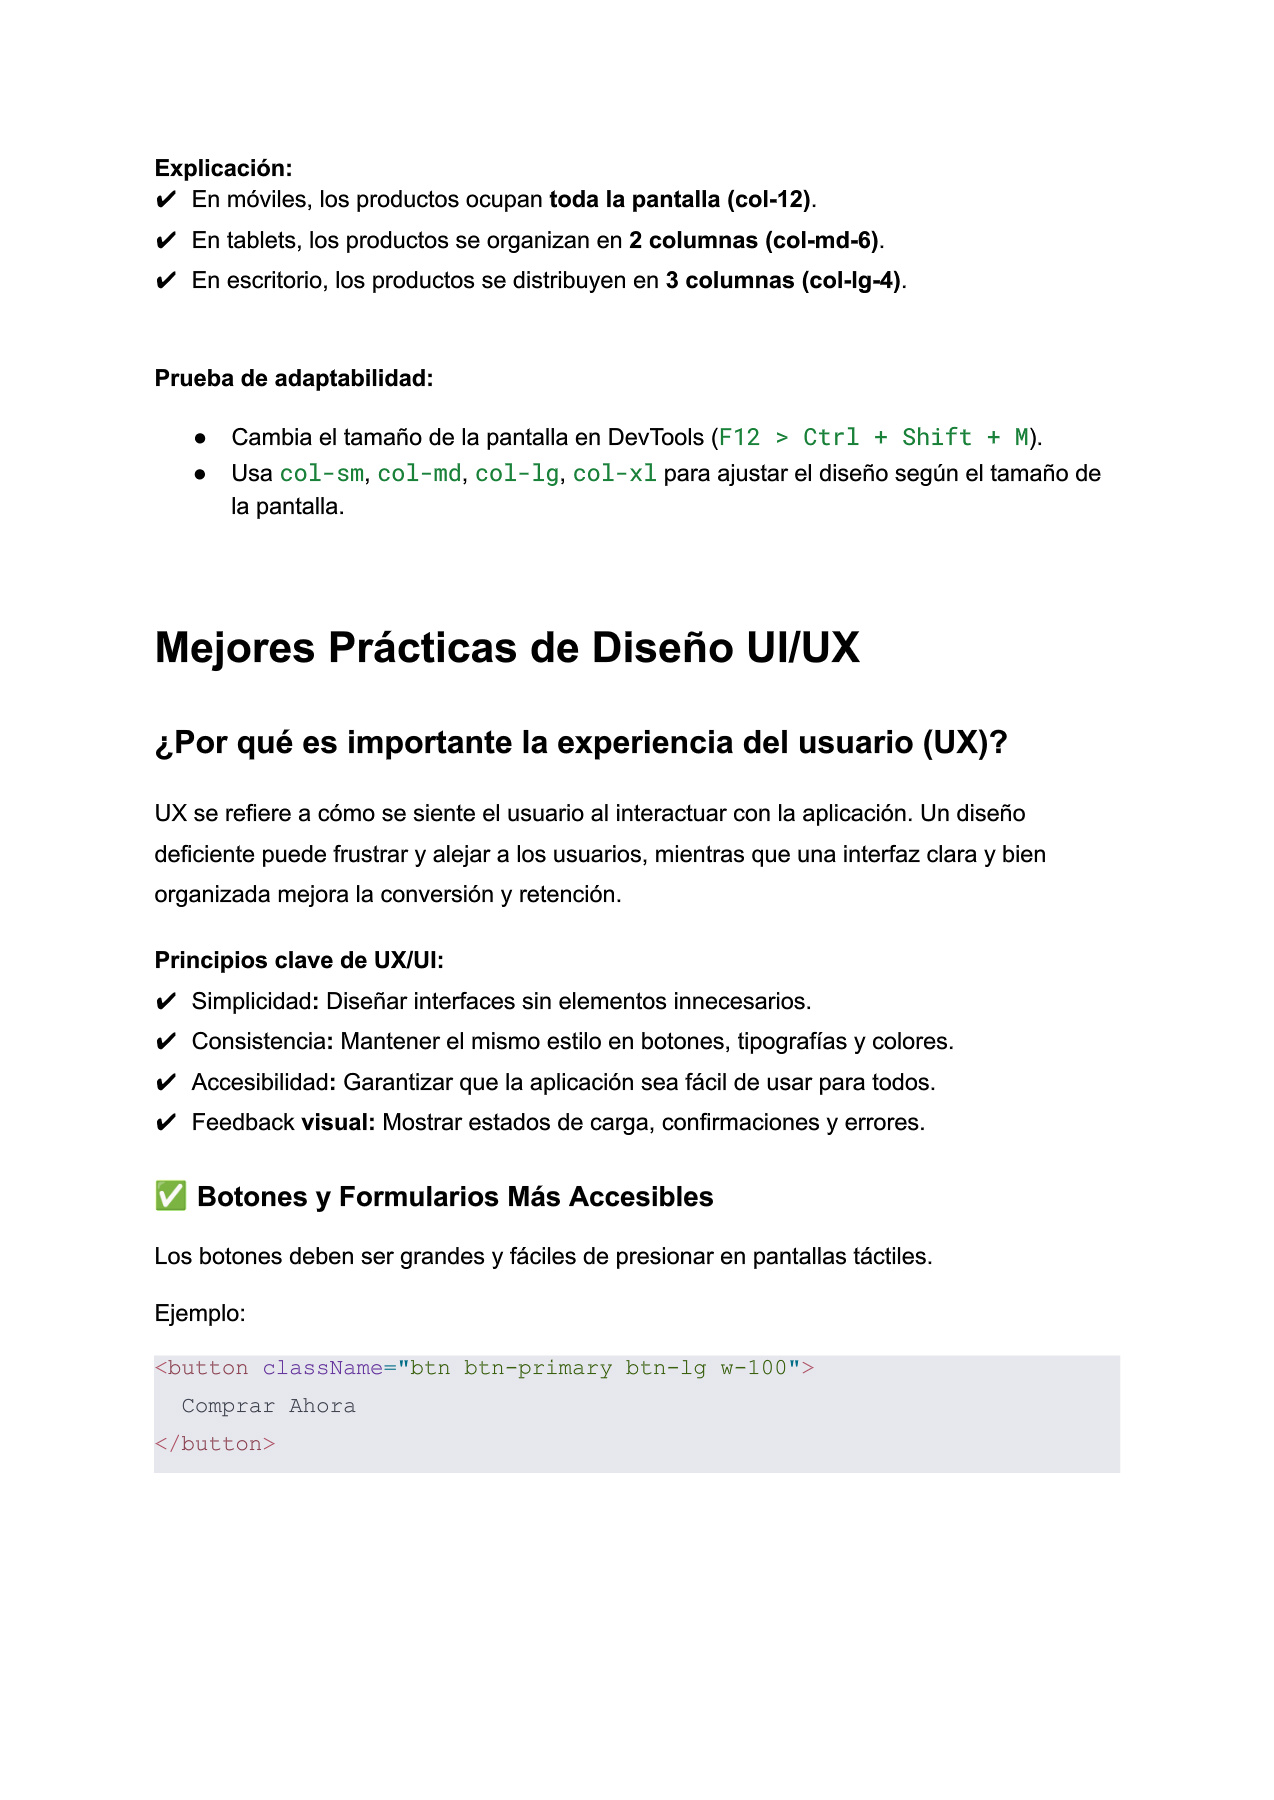 Explicación:
✔ En móviles, los productos ocupan toda la pantalla (col-12).
✔ En tablets, los productos se organizan en 2 columnas (col-md-6).
✔ En escritorio, los productos se distribuyen en 3 columnas (col-lg-4).
Prueba de adaptabilidad:
● Cambia el tamaño de la pantalla en DevTools (F12 > Ctrl + Shift + M).
● Usa col-sm, col-md, col-lg, col-xl para ajustar el diseño según el tamaño de
la pantalla.
Mejores Prácticas de Diseño UI/UX
¿Por qué es importante la experiencia del usuario (UX)?
UX se refiere a cómo se siente el usuario al interactuar con la aplicación. Un diseño
deficiente puede frustrar y alejar a los usuarios, mientras que una interfaz clara y bien
organizada mejora la conversión y retención.
Principios clave de UX/UI:
✔ Simplicidad: Diseñar interfaces sin elementos innecesarios.
✔ Consistencia: Mantener el mismo estilo en botones, tipografías y colores.
✔ Accesibilidad: Garantizar que la aplicación sea fácil de usar para todos.
✔ Feedback visual: Mostrar estados de carga, confirmaciones y errores.
✅ Botones y Formularios Más Accesibles
Los botones deben ser grandes y fáciles de presionar en pantallas táctiles.
Ejemplo:
<button className="btn btn-primary btn-lg w-100">
  Comprar Ahora
</button>